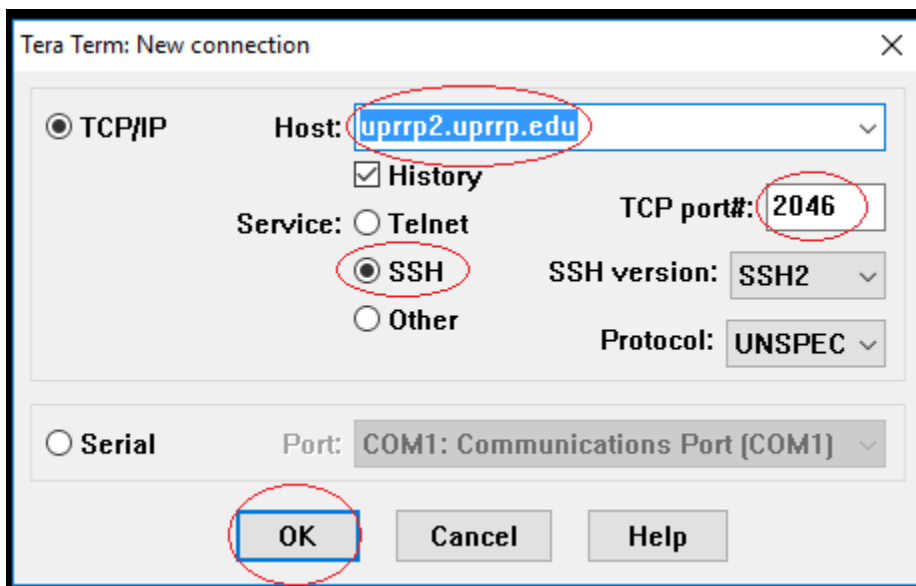 Tera Term: New connection
TCP/IP Host: uprrp2.uprrp.edu
History
TCP port#: 2046
Service: Telnet
SSH SSH version: SSH2
Other
Protocol: UNSPEC
Serial Port: COM1: Communications Port (COM1)
OK Cancel Help